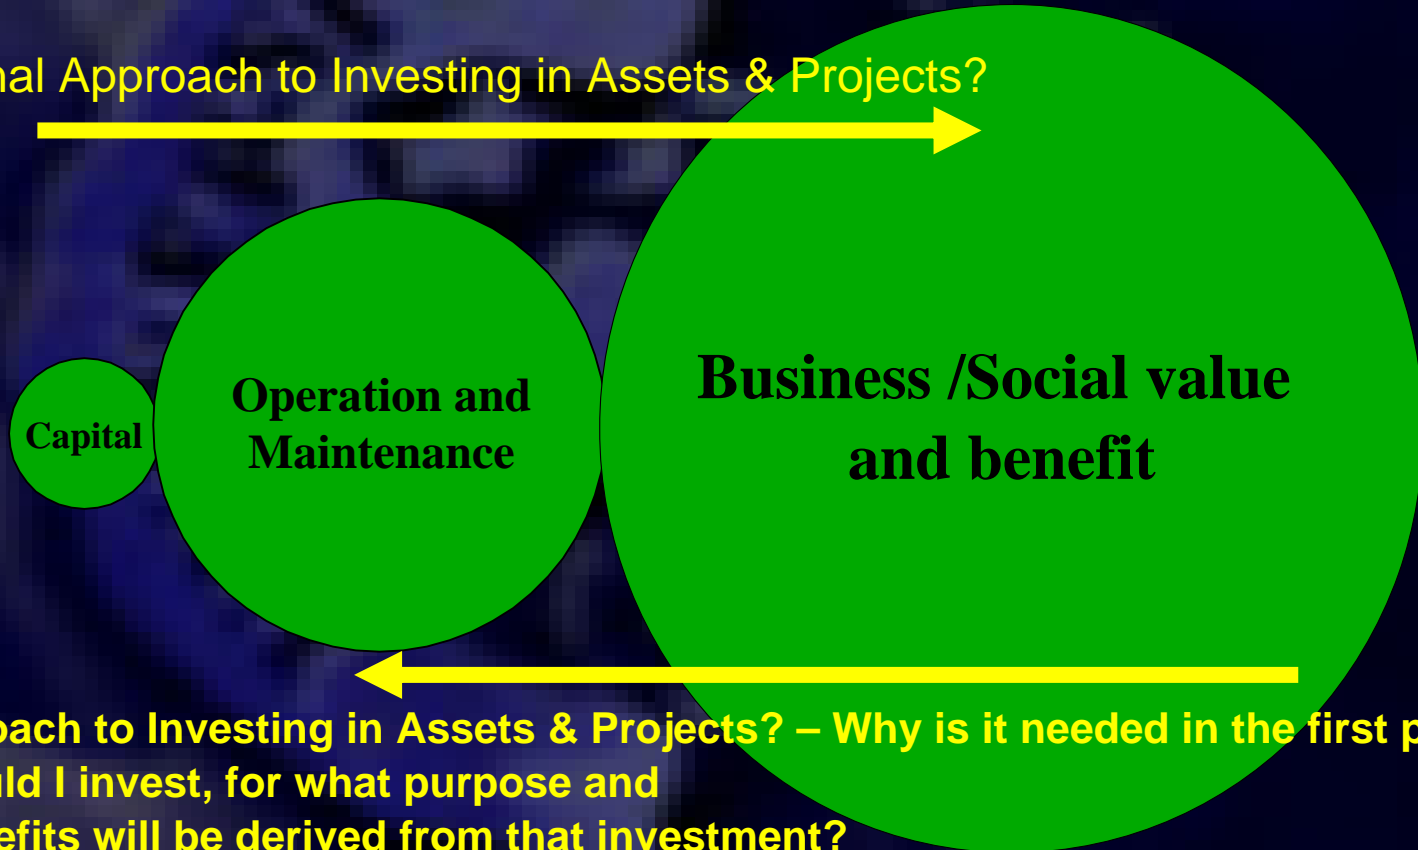 nal Approach to Investing in Assets & Projects?
Capital
Operation and
Maintenance
Business /Social value
and benefit
oach to Investing in Assets & Projects? – Why is it needed in the first p
uld I invest, for what purpose and
efits will be derived from that investment?